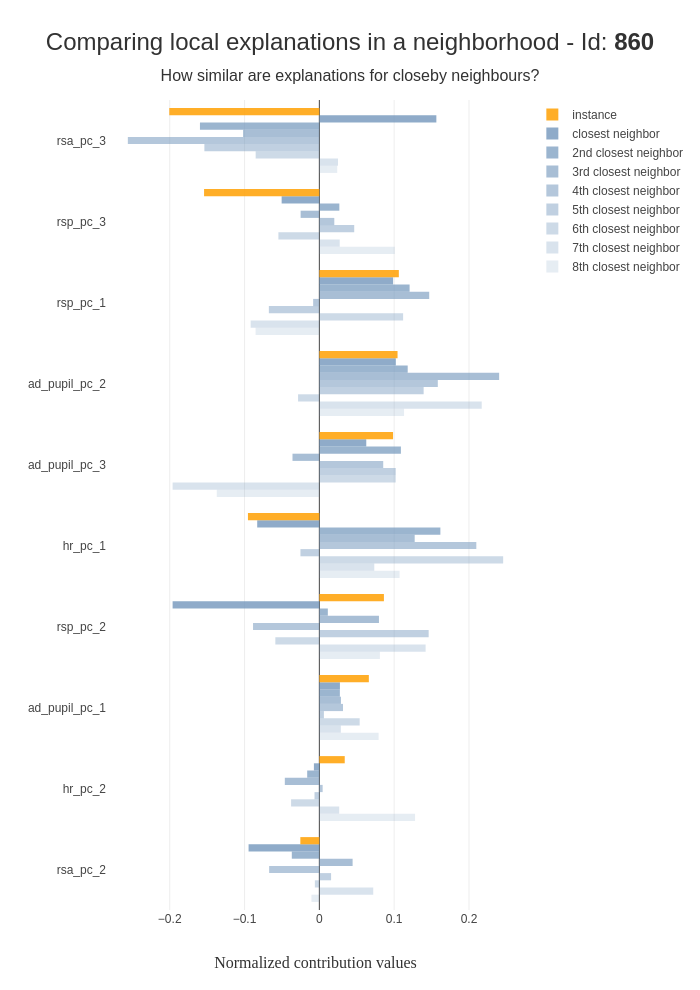 Comparing local explanations in a neighborhood - Id: 860
How similar are explanations for closeby neighbours?
instance
closest neighbor
2nd closest neighbor
3rd closest neighbor
4th closest neighbor
5th closest neighbor
6th closest neighbor
7th closest neighbor
8th closest neighbor
rsa_pc_3
rsp_pc_3
rsp_pc_1
ad_pupil_pc_2
ad_pupil_pc_3
hr_pc_1
rsp_pc_2
ad_pupil_pc_1
hr_pc_2
rsa_pc_2
−0.2 −0.1 0 0.1 0.2
Normalized contribution values